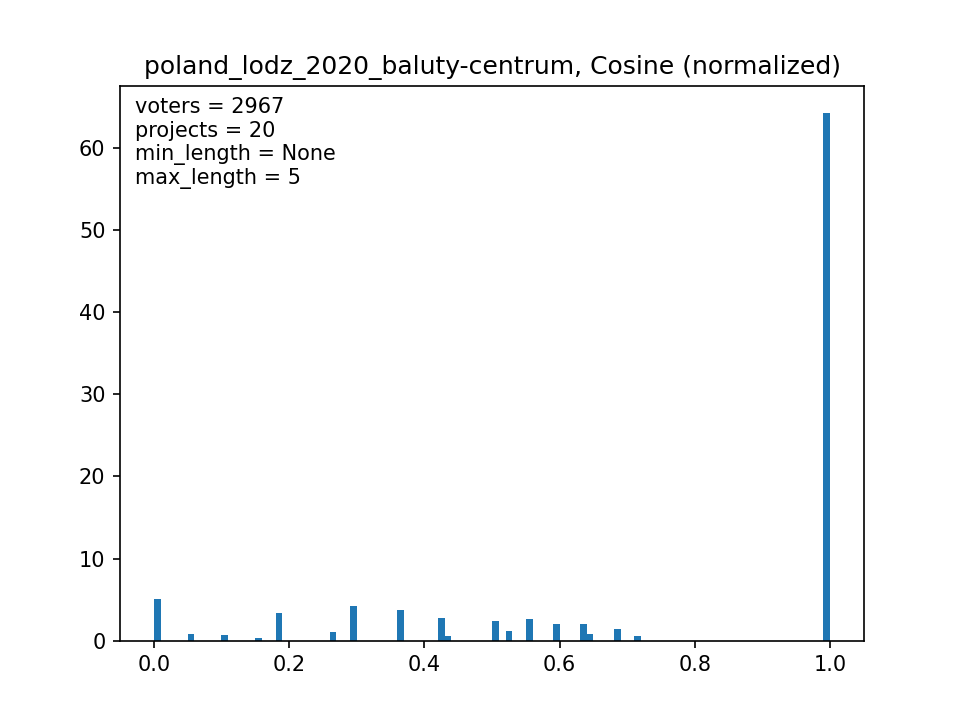 poland_lodz_2020_baluty-centrum, Cosine (normalized)
voters = 2967
projects = 20
min_length = None
max_length = 5
60
50
40
30
20
10
0
0.0 0.2 0.4 0.6 0.8 1.0